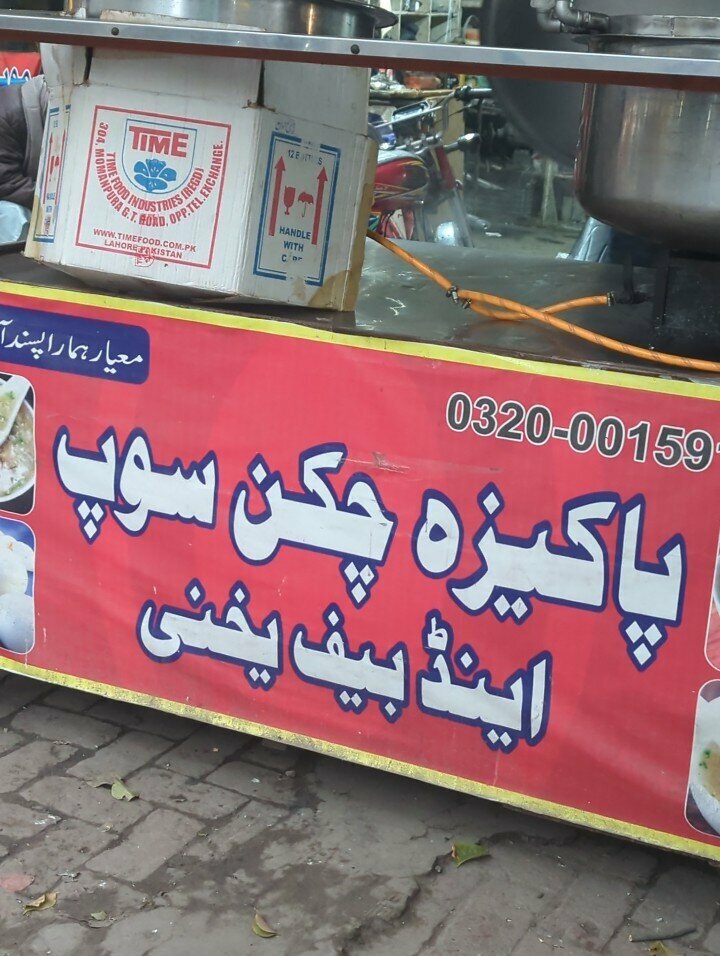 TIME
TIME FOOD INDUSTRIES (REGD)
304, MOMANPURA G.T. ROAD, OPP.TEL.EXCHANGE.
WWW.TIMEFOOD.COM.PK
LAHORE PAKISTAN
HANDLE
WITH
معیار ہمارا پسند
0320-00159
پاکیزہ چکن سوپ
اینڈ بیف یخنی